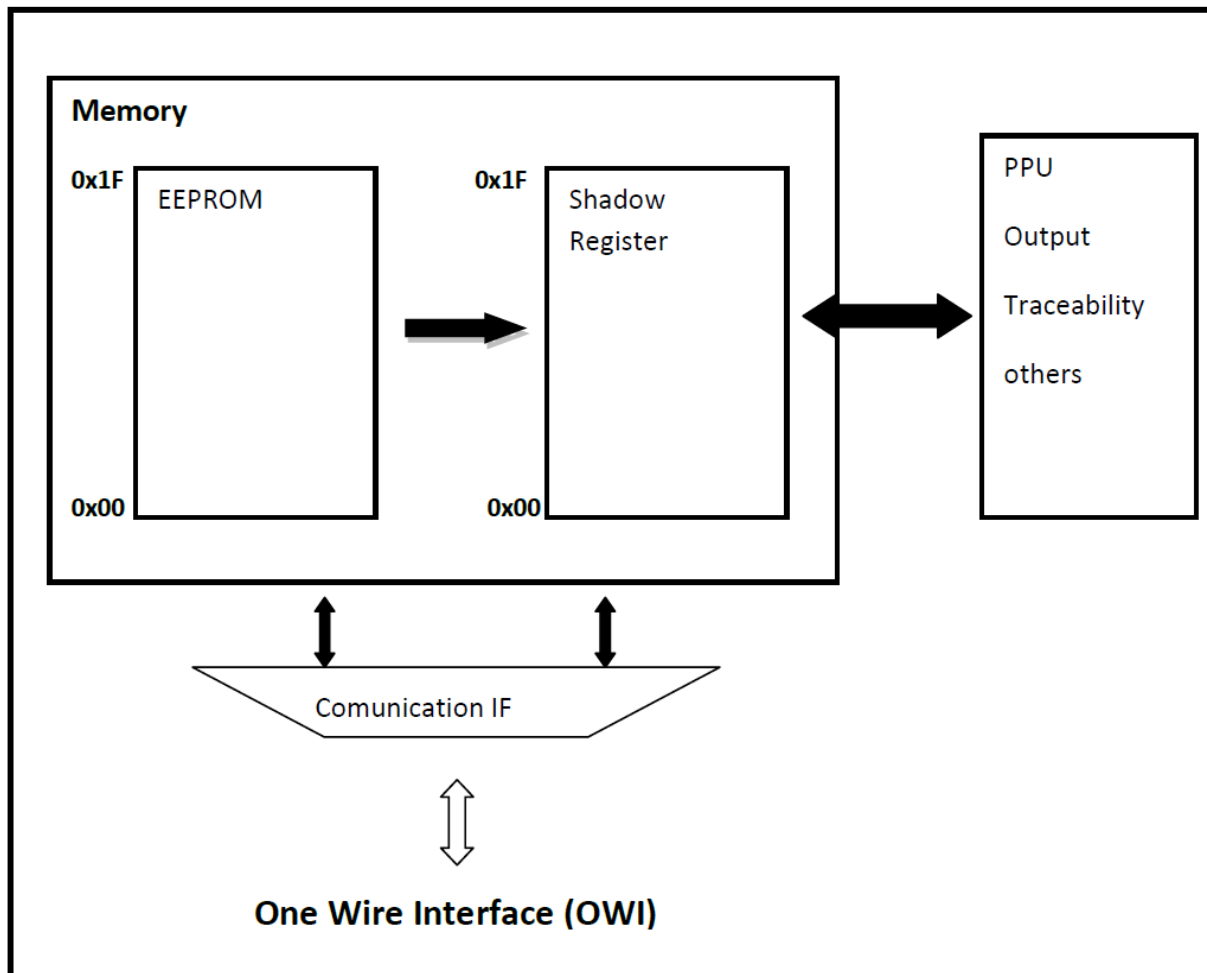 Memory
0x1F
EEPROM
0x00
0x1F
Shadow
Register
0x00
PPU
Output
Traceability
others
Comunication IF
One Wire Interface (OWI)